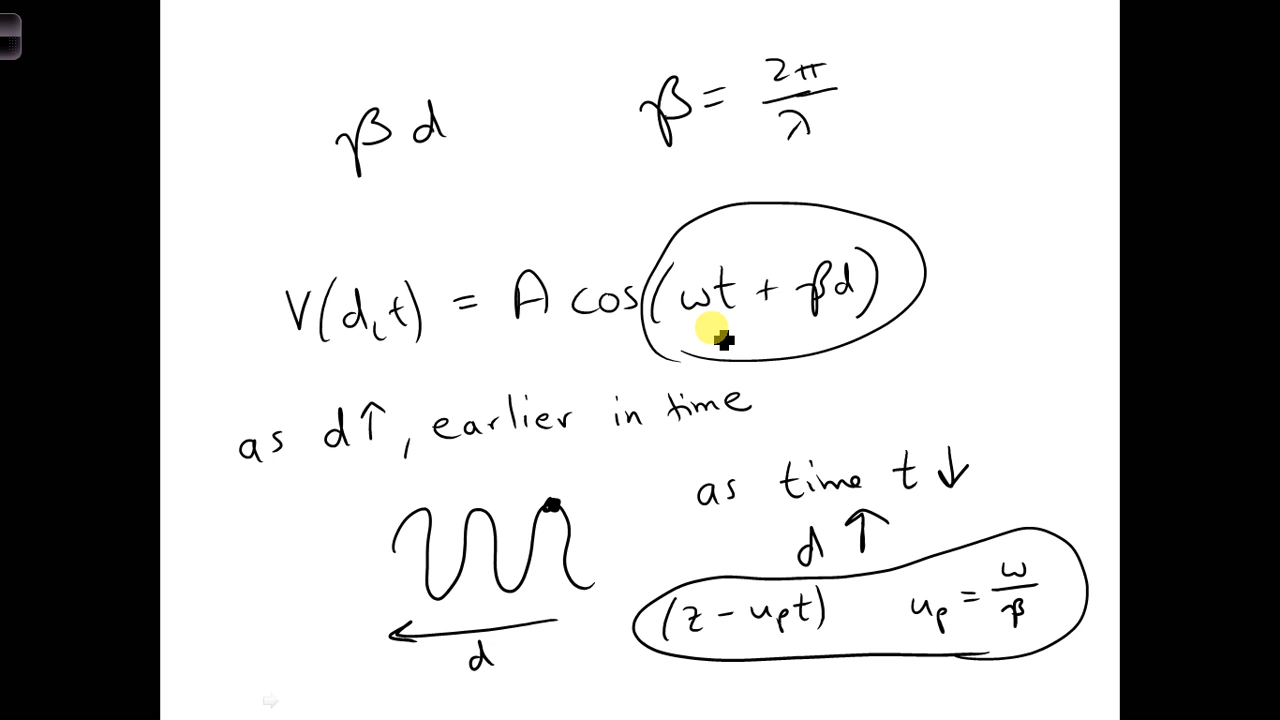 βd β = 2π/λ
V(d,t) = A cos(ωt + βd)
as d↑, earlier in time
as time t↓
d↑
(z - uₚt) uₚ = ω/β
d